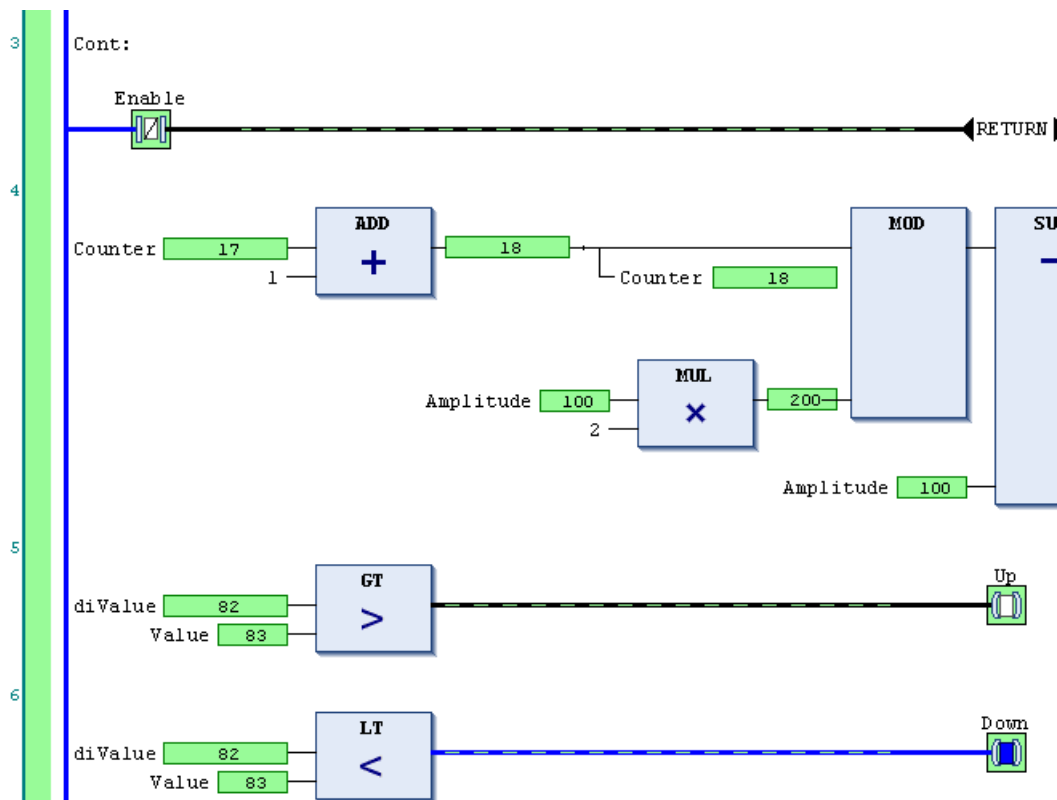 3 Cont:
Enable
RETURN
4
ADD MOD SU
Counter 17 + 18 −
1 Counter 18
MUL
Amplitude 100 × 200
2
Amplitude 100
5
GT Up
diValue 82 >
Value 83
6
LT Down
diValue 82 <
Value 83